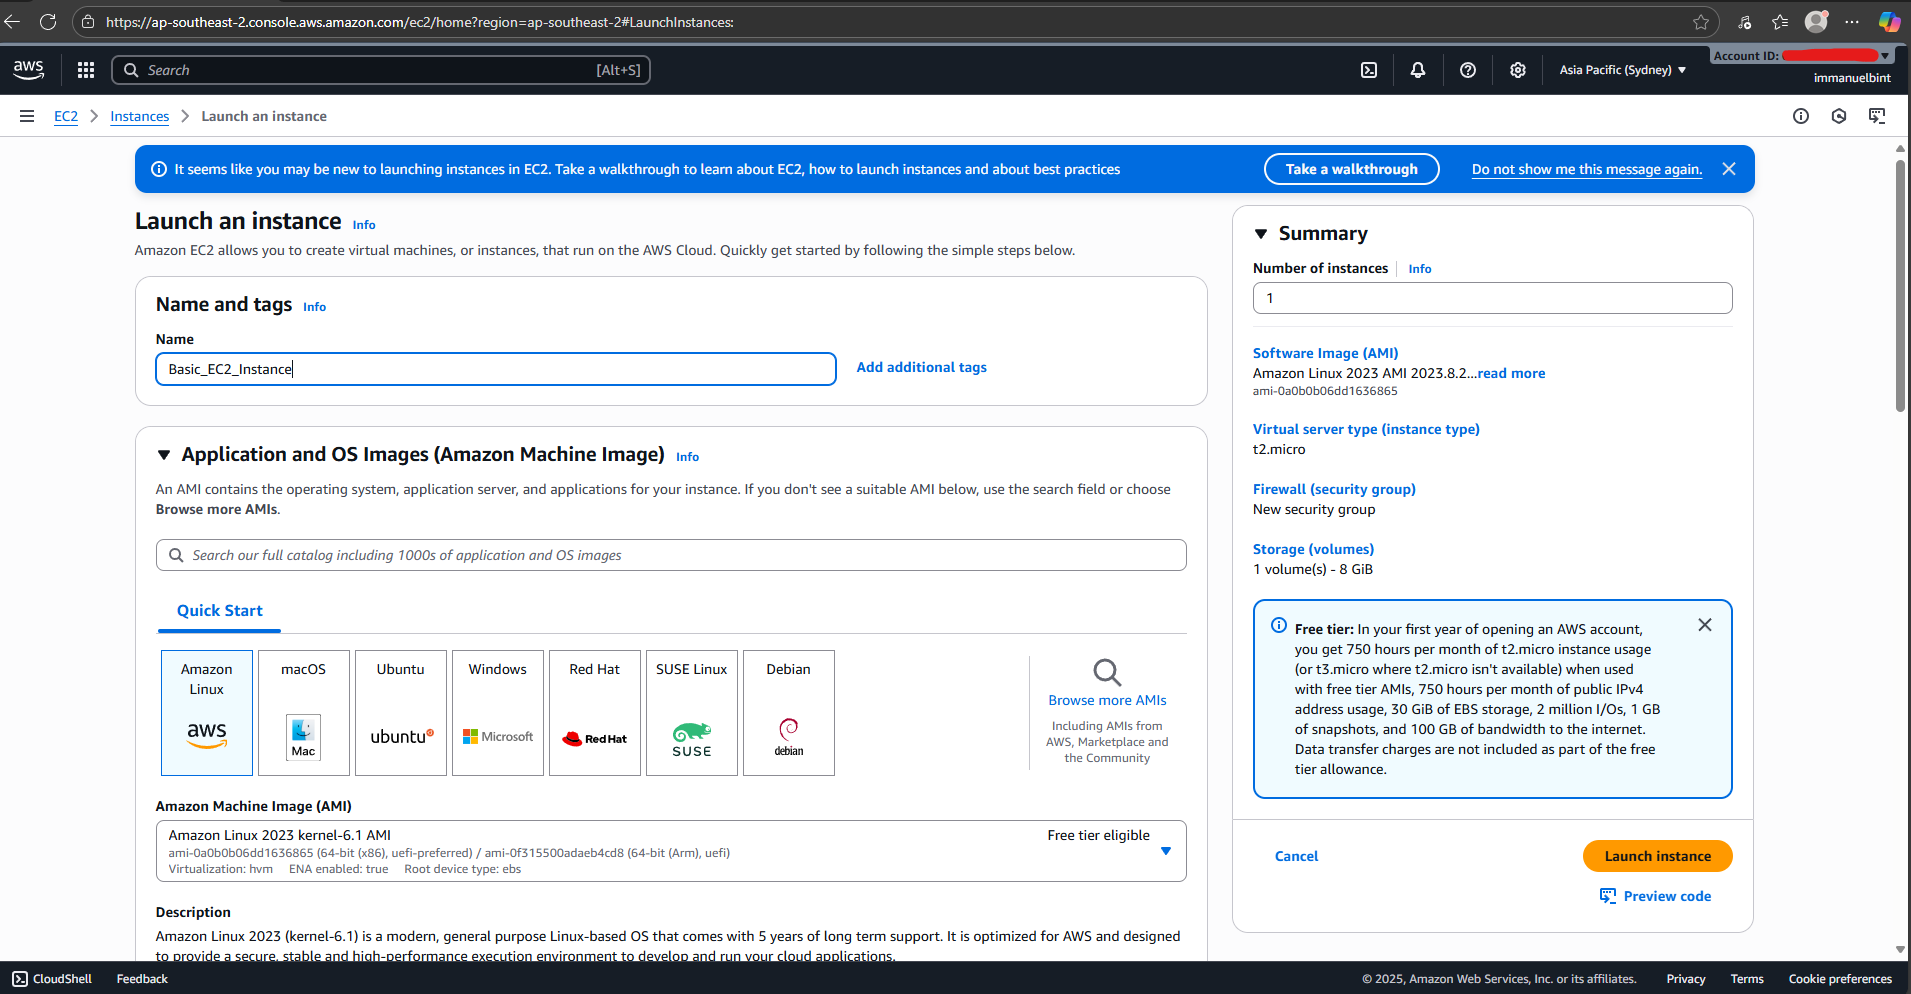 https://ap-southeast-2.console.aws.amazon.com/ec2/home?region=ap-southeast-2#LaunchInstances:
aws
Search
[Alt+S]
Asia Pacific (Sydney)
Account ID:
immanuelbint
EC2
Instances
Launch an instance
It seems like you may be new to launching instances in EC2. Take a walkthrough to learn about EC2, how to launch instances and about best practices
Take a walkthrough
Do not show me this message again.
Launch an instance Info
Amazon EC2 allows you to create virtual machines, or instances, that run on the AWS Cloud. Quickly get started by following the simple steps below.
Name and tags Info
Name
Basic_EC2_Instance
Add additional tags
Application and OS Images (Amazon Machine Image) Info
An AMI contains the operating system, application server, and applications for your instance. If you don't see a suitable AMI below, use the search field or choose
Browse more AMIs.
Search our full catalog including 1000s of application and OS images
Quick Start
Amazon
Linux
aws
macOS
Mac
Ubuntu
ubuntu
Windows
Microsoft
Red Hat
Red Hat
SUSE Linux
SUSE
Debian
debian
Browse more AMIs
Including AMIs from
AWS, Marketplace and
the Community
Amazon Machine Image (AMI)
Amazon Linux 2023 kernel-6.1 AMI
Free tier eligible
ami-0a0b0b06dd1636865 (64-bit (x86), uefi-preferred) / ami-0f315500adaeb4cd8 (64-bit (Arm), uefi)
Virtualization: hvm ENA enabled: true Root device type: ebs
Description
Amazon Linux 2023 (kernel-6.1) is a modern, general purpose Linux-based OS that comes with 5 years of long term support. It is optimized for AWS and designed
to provide a secure, stable and high-performance execution environment to develop and run your cloud applications.
Summary
Number of instances Info
1
Software Image (AMI)
Amazon Linux 2023 AMI 2023.8.2...read more
ami-0a0b0b06dd1636865
Virtual server type (instance type)
t2.micro
Firewall (security group)
New security group
Storage (volumes)
1 volume(s) - 8 GiB
Free tier: In your first year of opening an AWS account,
you get 750 hours per month of t2.micro instance usage
(or t3.micro where t2.micro isn't available) when used
with free tier AMIs, 750 hours per month of public IPv4
address usage, 30 GiB of EBS storage, 2 million I/Os, 1 GB
of snapshots, and 100 GB of bandwidth to the internet.
Data transfer charges are not included as part of the free
tier allowance.
Cancel
Launch instance
Preview code
CloudShell
Feedback
© 2025, Amazon Web Services, Inc. or its affiliates.
Privacy
Terms
Cookie preferences